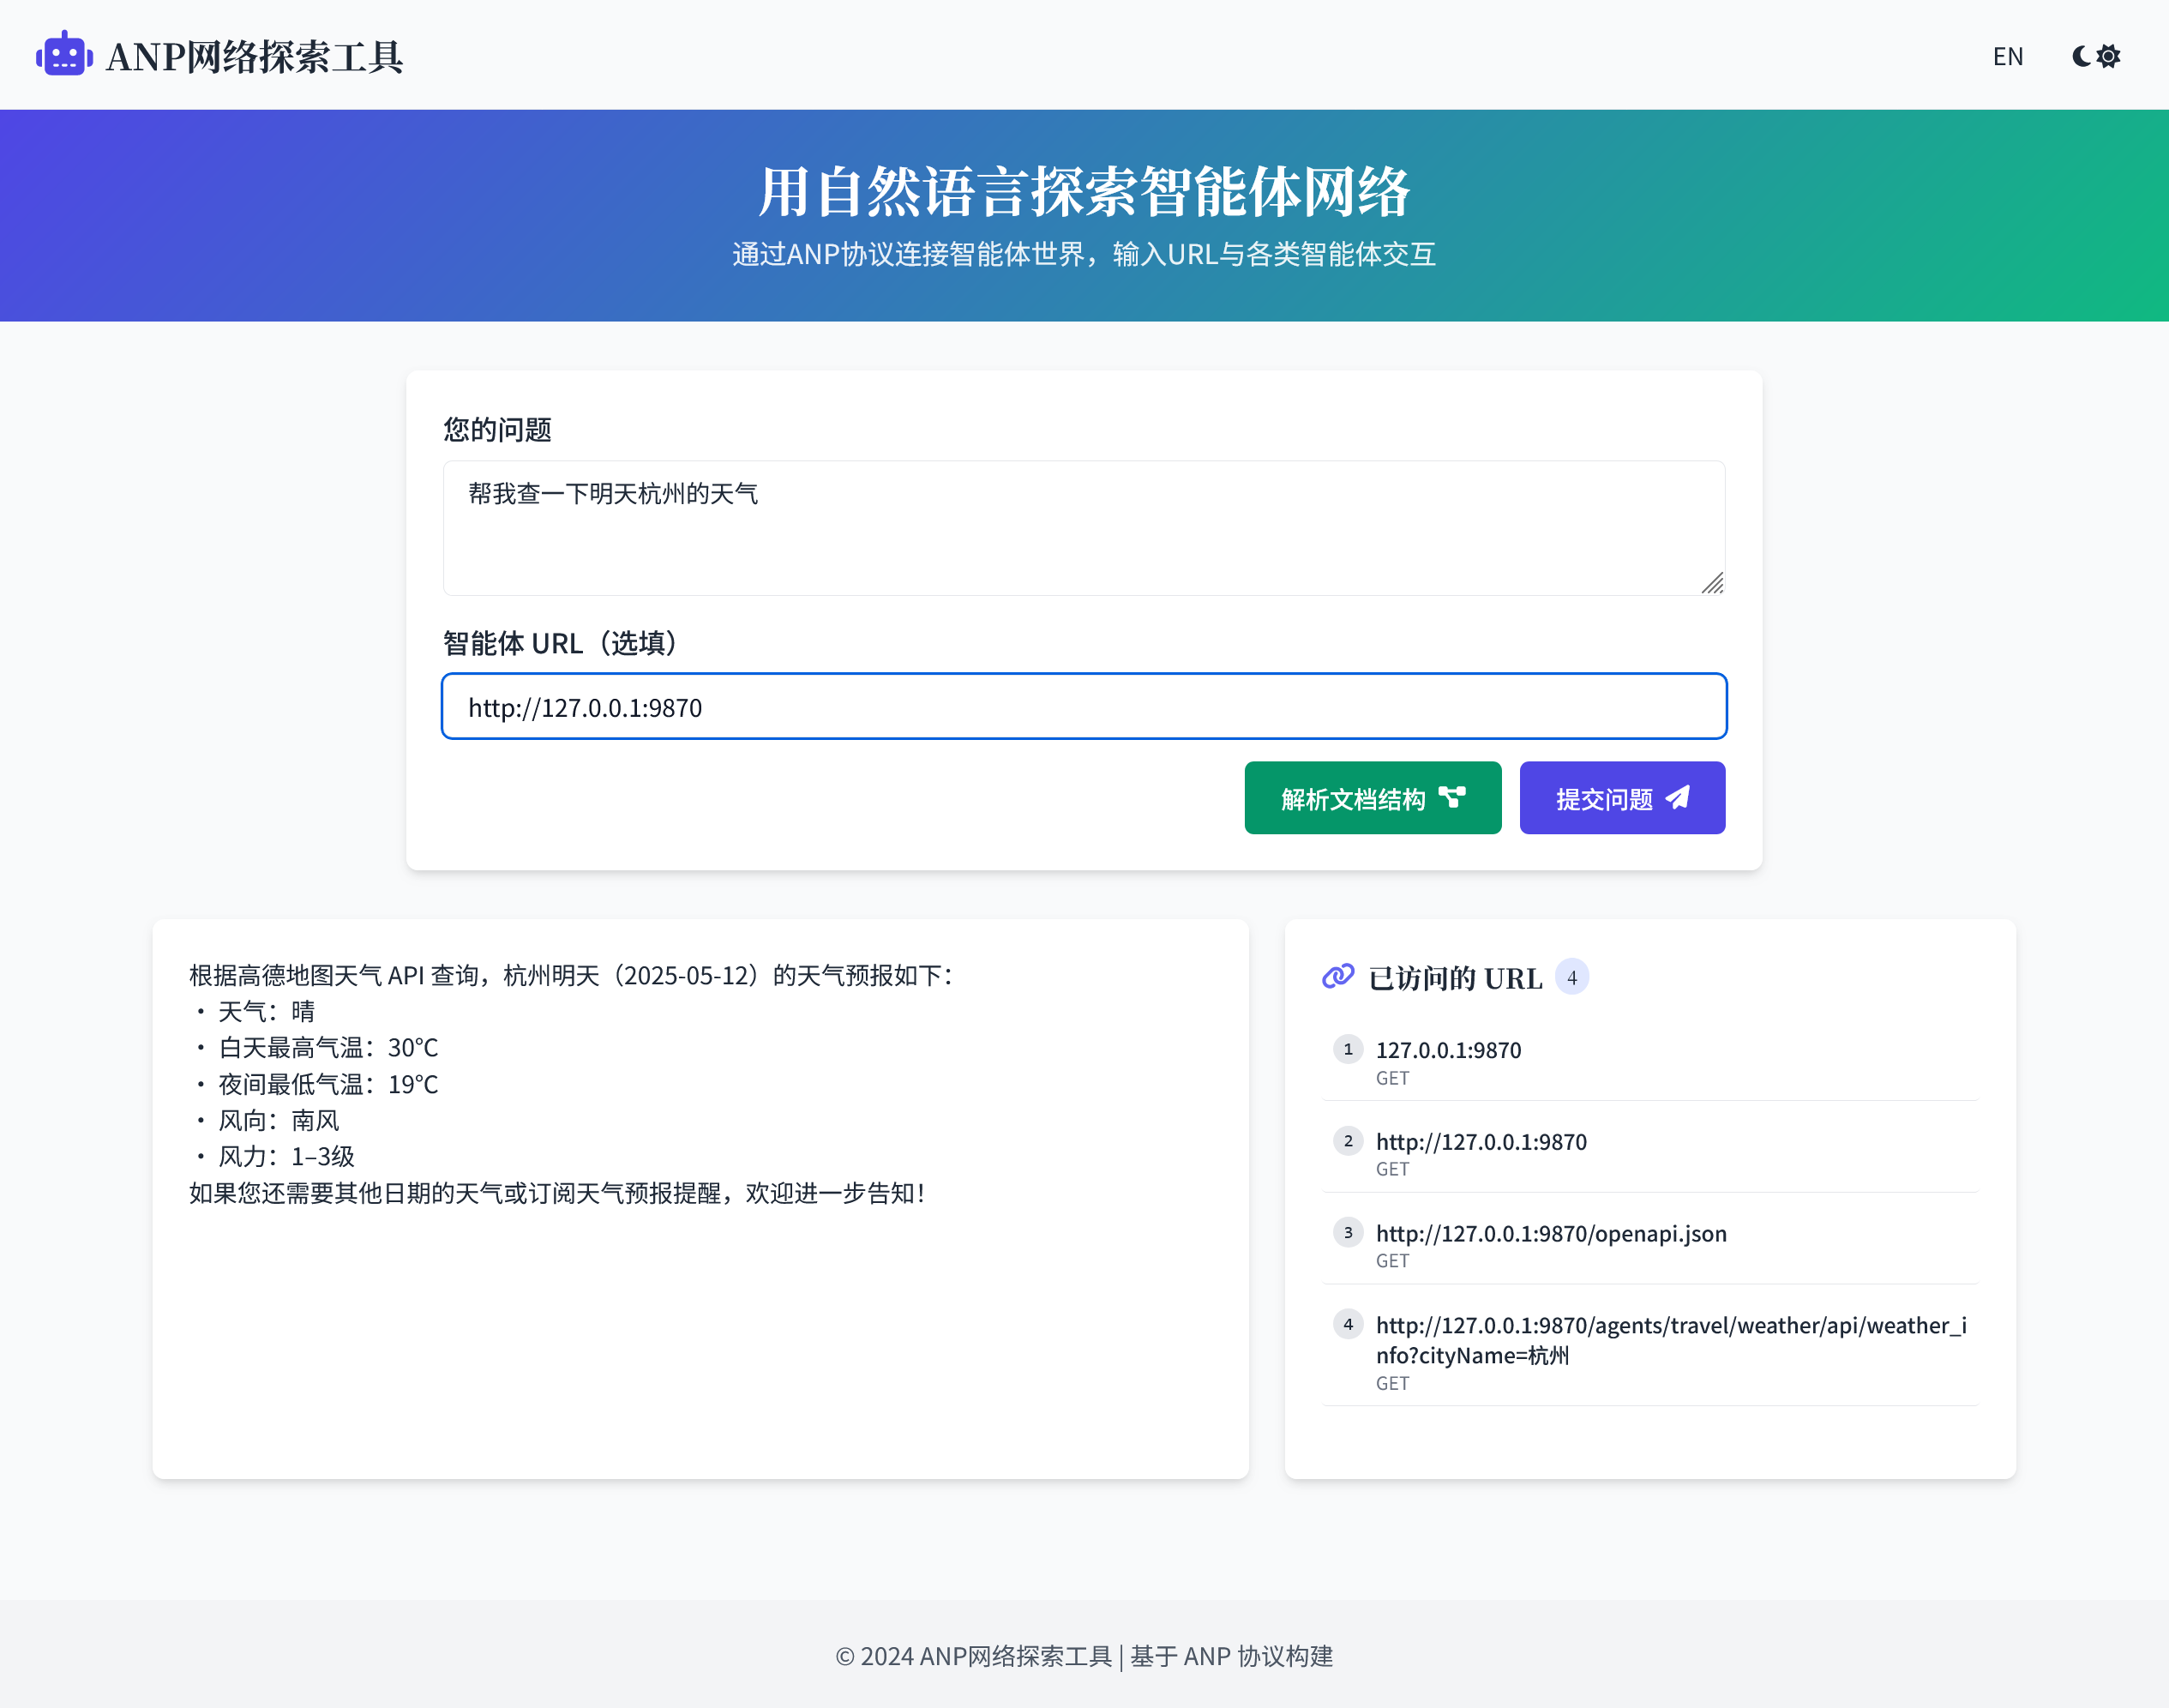 ANP网络探索工具
EN
用自然语言探索智能体网络
通过ANP协议连接智能体世界，输入URL与各类智能体交互
您的问题
帮我查一下明天杭州的天气
智能体 URL（选填）
http://127.0.0.1:9870
解析文档结构
提交问题
根据高德地图天气 API 查询，杭州明天（2025-05-12）的天气预报如下：
• 天气：晴
• 白天最高气温：30℃
• 夜间最低气温：19℃
• 风向：南风
• 风力：1–3级
如果您还需要其他日期的天气或订阅天气预报提醒，欢迎进一步告知！
已访问的 URL 4
1 127.0.0.1:9870
GET
2 http://127.0.0.1:9870
GET
3 http://127.0.0.1:9870/openapi.json
GET
4 http://127.0.0.1:9870/agents/travel/weather/api/weather_i
nfo?cityName=杭州
GET
© 2024 ANP网络探索工具 | 基于 ANP 协议构建